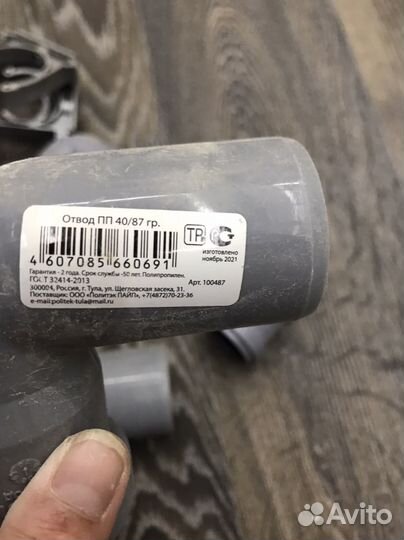 Отвод ПП 40/87 гр.
TP
изготовлено
ноябрь 2021
4 607085 660691
Гарантия - 2 года. Срок службы -50 лет. Полипропилен.
ГОСТ 32414-2013
Арт. 100487
300004, Россия, г. Тула, ул. Щегловская засека, 31.
Поставщик: ООО «Политэк ПАЙП», +7(4872)70-23-36
e-mail:politek-tula@mail.ru
Avito